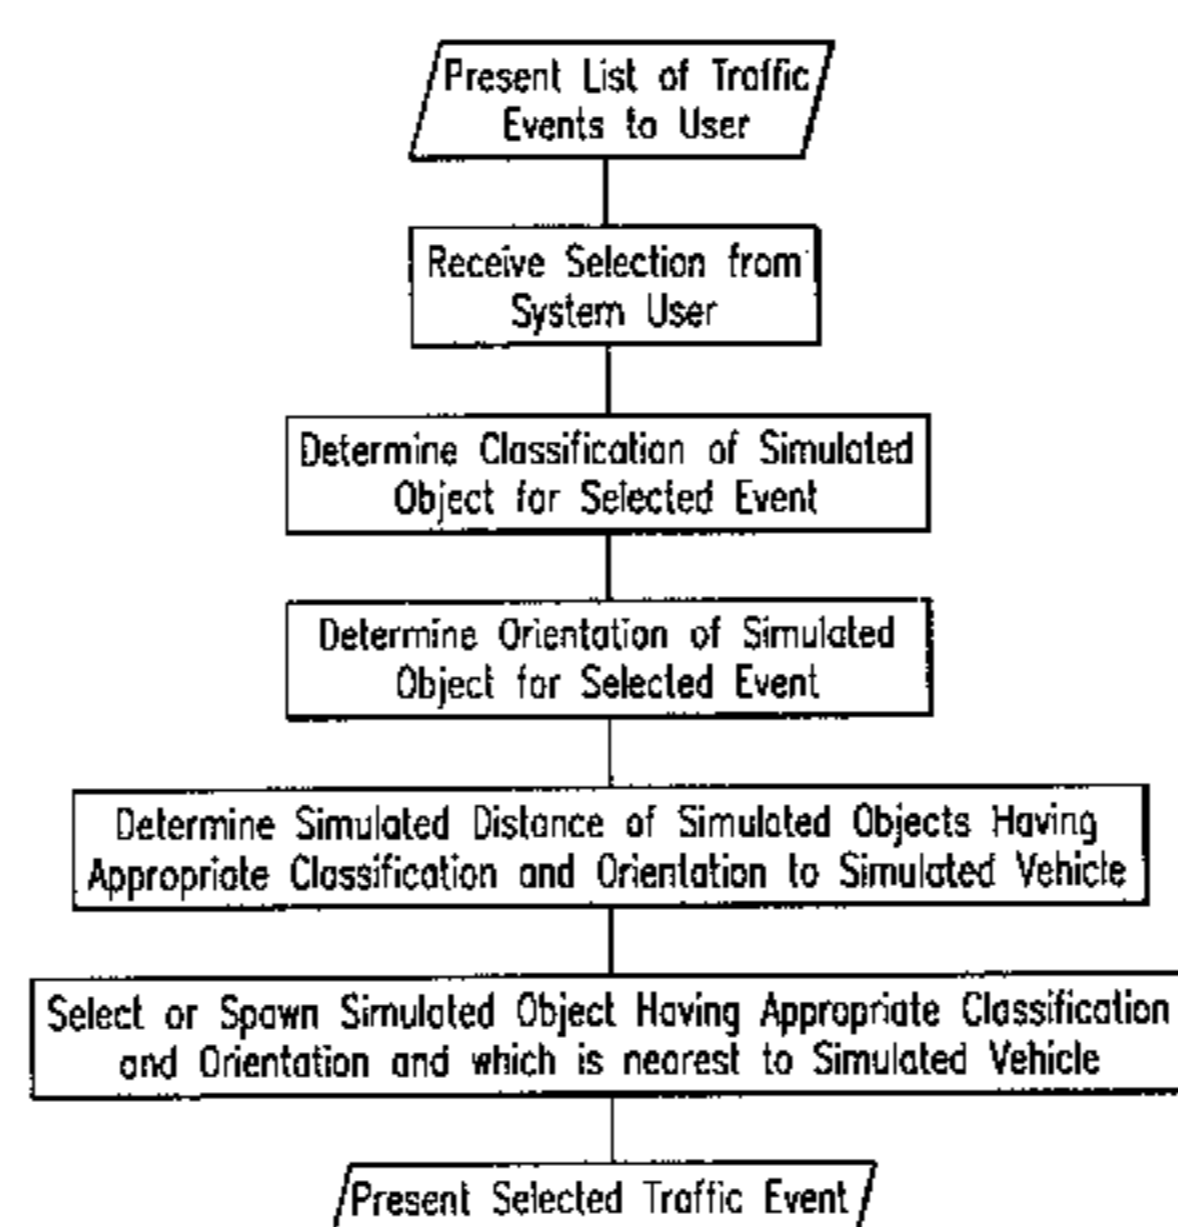 Present List of Traffic
Events to User
Receive Selection from
System User
Determine Classification of Simulated
Object for Selected Event
Determine Orientation of Simulated
Object for Selected Event
Determine Simulated Distance of Simulated Objects Having
Appropriate Classification and Orientation to Simulated Vehicle
Select or Spawn Simulated Object Having Appropriate Classification
and Orientation and which is nearest to Simulated Vehicle
Present Selected Traffic Event